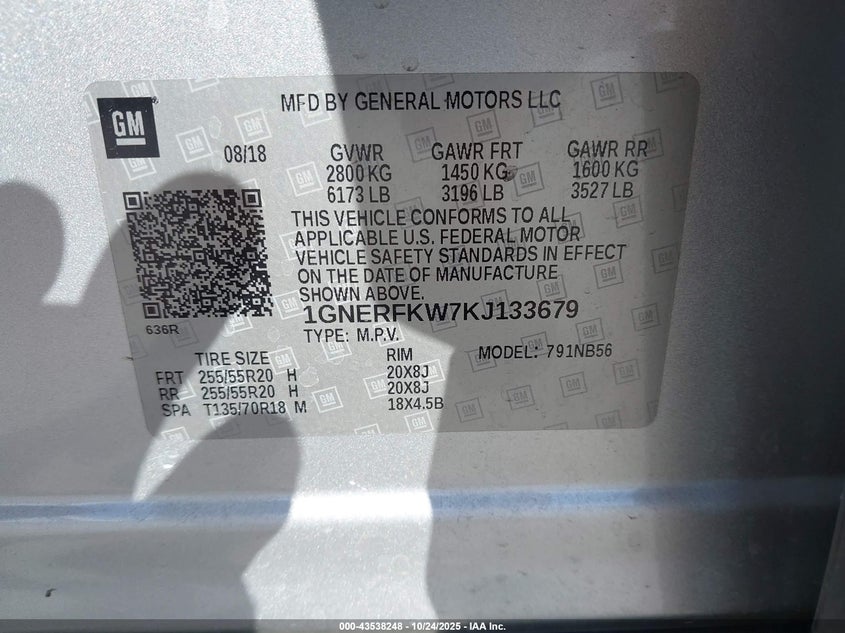 GM
MFD BY GENERAL MOTORS LLC
08/18 GVWR GAWR FRT GAWR RR
2800 KG 1450 KG 1600 KG
6173 LB 3196 LB 3527 LB
THIS VEHICLE CONFORMS TO ALL
APPLICABLE U.S. FEDERAL MOTOR
VEHICLE SAFETY STANDARDS IN EFFECT
ON THE DATE OF MANUFACTURE
SHOWN ABOVE.
1GNERFKW7KJ133679
636R
TYPE: M.P.V.
MODEL: 791NB56
TIRE SIZE RIM
FRT 255/55R20 H 20X8J
RR 255/55R20 H 20X8J
SPA T135/70R18 M 18X4.5B
000-43538248 - 10/24/2025 - IAA Inc.